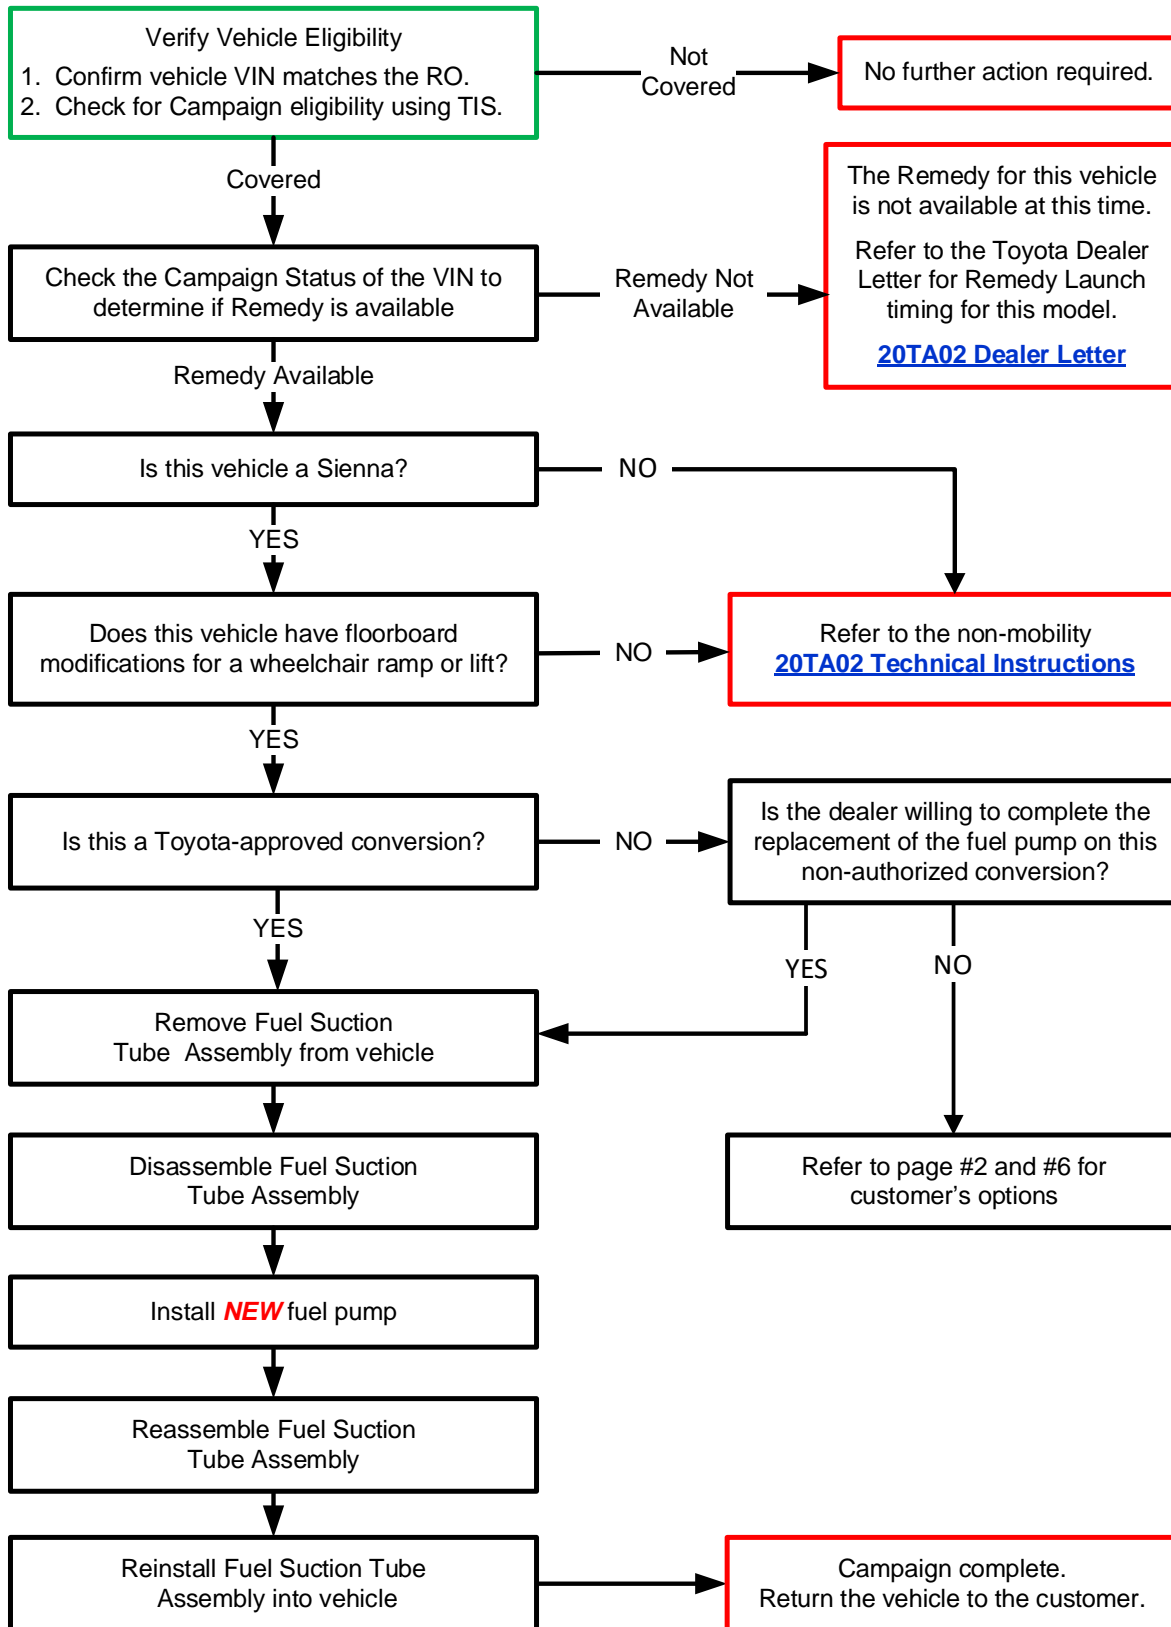 Verify Vehicle Eligibility
1. Confirm vehicle VIN matches the RO.
2. Check for Campaign eligibility using TIS.
Not
Covered
No further action required.
Covered
The Remedy for this vehicle
is not available at this time.
Refer to the Toyota Dealer
Letter for Remedy Launch
timing for this model.
20TA02 Dealer Letter
Check the Campaign Status of the VIN to
determine if Remedy is available
Remedy Not
Available
Remedy Available
Is this vehicle a Sienna?
NO
YES
Does this vehicle have floorboard
modifications for a wheelchair ramp or lift?
NO
Refer to the non-mobility
20TA02 Technical Instructions
YES
Is this a Toyota-approved conversion?
NO
Is the dealer willing to complete the
replacement of the fuel pump on this
non-authorized conversion?
YES
YES
NO
Remove Fuel Suction
Tube Assembly from vehicle
Disassemble Fuel Suction
Tube Assembly
Refer to page #2 and #6 for
customer's options
Install NEW fuel pump
Reassemble Fuel Suction
Tube Assembly
Reinstall Fuel Suction Tube
Assembly into vehicle
Campaign complete.
Return the vehicle to the customer.